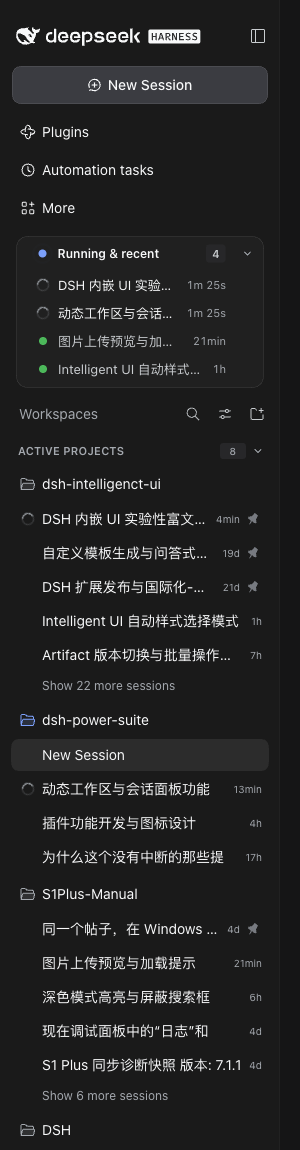 deepseek HARNESS
New Session
Plugins
Automation tasks
More
Running & recent 4
DSH 内嵌 UI 实验... 1m 25s
动态工作区与会话... 1m 25s
图片上传预览与加... 21min
Intelligent UI 自动样式... 1h
Workspaces
ACTIVE PROJECTS 8
dsh-intelligenct-ui
DSH 内嵌 UI 实验性富文... 4min
自定义模板生成与问答式... 19d
DSH 扩展发布与国际化-... 21d
Intelligent UI 自动样式选择模式 1h
Artifact 版本切换与批量操作... 7h
Show 22 more sessions
dsh-power-suite
New Session
动态工作区与会话面板功能 13min
插件功能开发与图标设计 4h
为什么这个没有中断的那些提 17h
S1Plus-Manual
同一个帖子，在 Windows ... 4d
图片上传预览与加载提示 21min
深色模式高亮与屏蔽搜索框 6h
现在调试面板中的“日志”和 4d
S1 Plus 同步诊断快照 版本: 7.1.1 4d
Show 6 more sessions
DSH